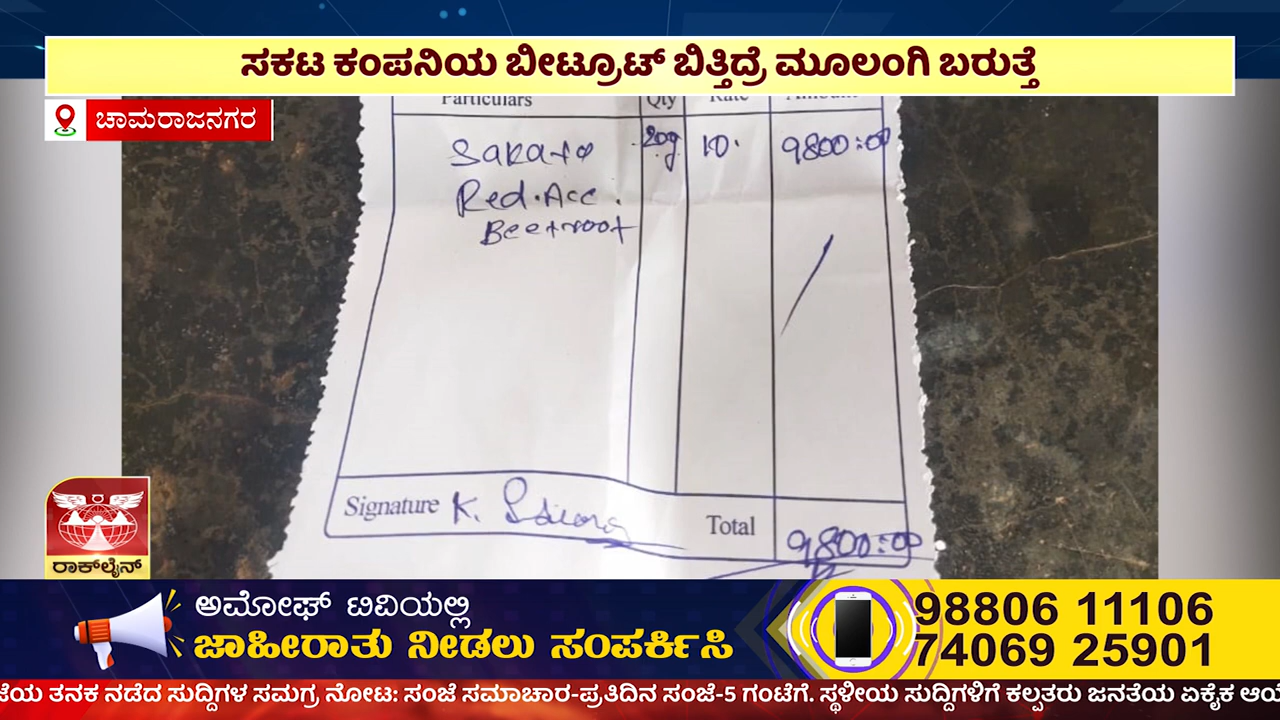 ಸಕಟ ಕಂಪನಿಯ ಬೀಟ್ರೂಟ್ ಬಿತ್ತಿದ್ರೆ ಮೂಲಂಗಿ ಬರುತ್ತೆ
ಚಾಮರಾಜನಗರ
Particulars Qty Rate Amount
Sakata 10. 9800:00
Red. Ace.
Beetroot
Signature K. Total 9800:00
ರಾಕ್‌ಲೈನ್
ಅಮೋಘ್ ಟಿವಿಯಲ್ಲಿ
ಜಾಹೀರಾತು ನೀಡಲು ಸಂಪರ್ಕಿಸಿ
98806 11106
74069 25901
ಜೆಯ ತನಕ ನಡೆದ ಸುದ್ದಿಗಳ ಸಮಗ್ರ ನೋಟ: ಸಂಜೆ ಸಮಾಚಾರ-ಪ್ರತಿದಿನ ಸಂಜೆ-5 ಗಂಟೆಗೆ. ಸ್ಥಳೀಯ ಸುದ್ದಿಗಳಿಗೆ ಕಲ್ಪತರು ಜನತೆಯ ಏಕೈಕ